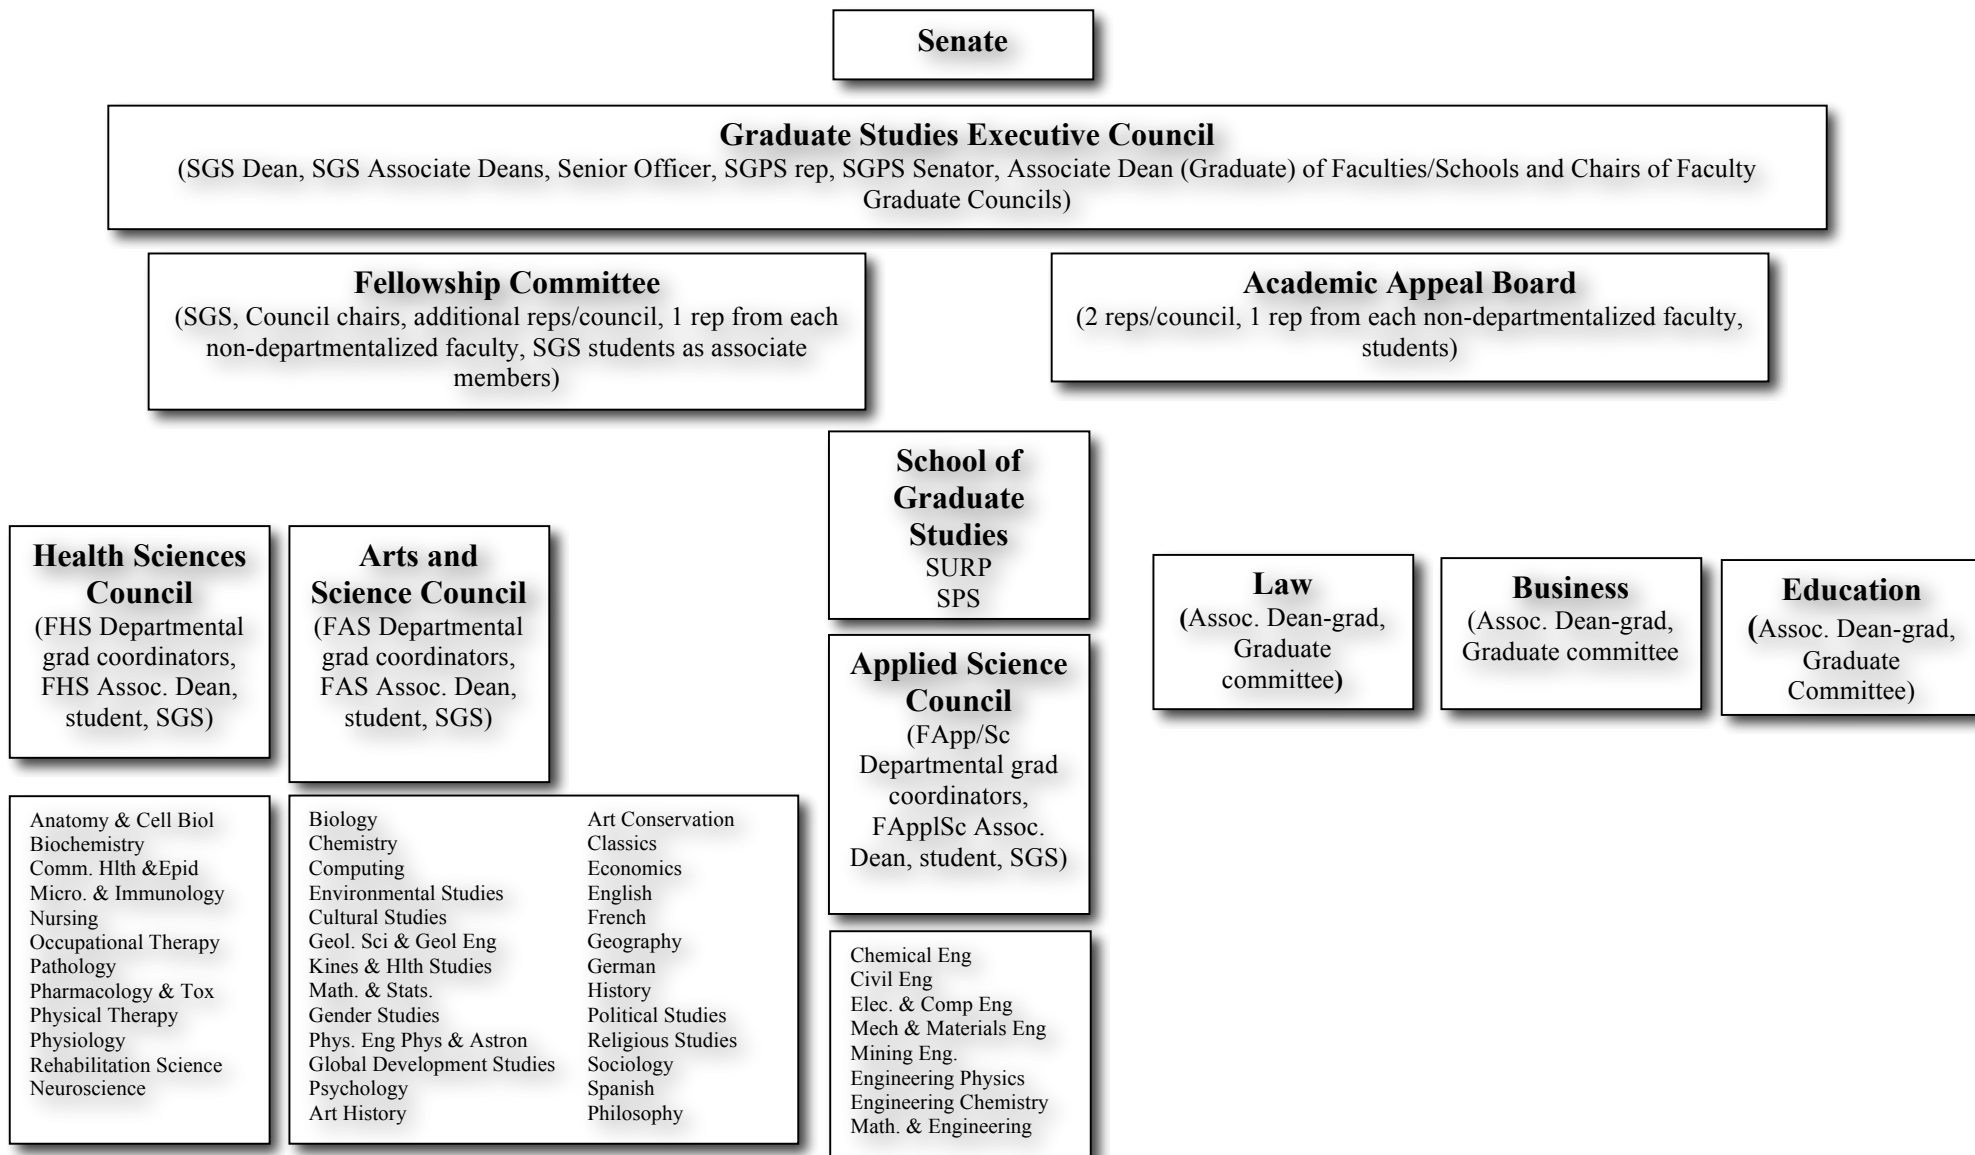 Senate
Graduate Studies Executive Council
(SGS Dean, SGS Associate Deans, Senior Officer, SGPS rep, SGPS Senator, Associate Dean (Graduate) of Faculties/Schools and Chairs of Faculty
Graduate Councils)
Fellowship Committee
(SGS, Council chairs, additional reps/council, 1 rep from each
non-departmentalized faculty, SGS students as associate
members)
Academic Appeal Board
(2 reps/council, 1 rep from each non-departmentalized faculty,
students)
School of
Graduate
Studies
SURP
SPS
Health Sciences
Council
(FHS Departmental
grad coordinators,
FHS Assoc. Dean,
student, SGS)
Arts and
Science Council
(FAS Departmental
grad coordinators,
FAS Assoc. Dean,
student, SGS)
Applied Science
Council
(FApp/Sc
Departmental grad
coordinators,
FApplSc Assoc.
Dean, student, SGS)
Law
(Assoc. Dean-grad,
Graduate
committee)
Business
(Assoc. Dean-grad,
Graduate committee
Education
(Assoc. Dean-grad,
Graduate
Committee)
Anatomy & Cell Biol
Biochemistry
Comm. Hlth &Epid
Micro. & Immunology
Nursing
Occupational Therapy
Pathology
Pharmacology & Tox
Physical Therapy
Physiology
Rehabilitation Science
Neuroscience
Biology
Chemistry
Computing
Environmental Studies
Cultural Studies
Geol. Sci & Geol Eng
Kines & Hlth Studies
Math. & Stats.
Gender Studies
Phys. Eng Phys & Astron
Global Development Studies
Psychology
Art History
Art Conservation
Classics
Economics
English
French
Geography
German
History
Political Studies
Religious Studies
Sociology
Spanish
Philosophy
Chemical Eng
Civil Eng
Elec. & Comp Eng
Mech & Materials Eng
Mining Eng.
Engineering Physics
Engineering Chemistry
Math. & Engineering